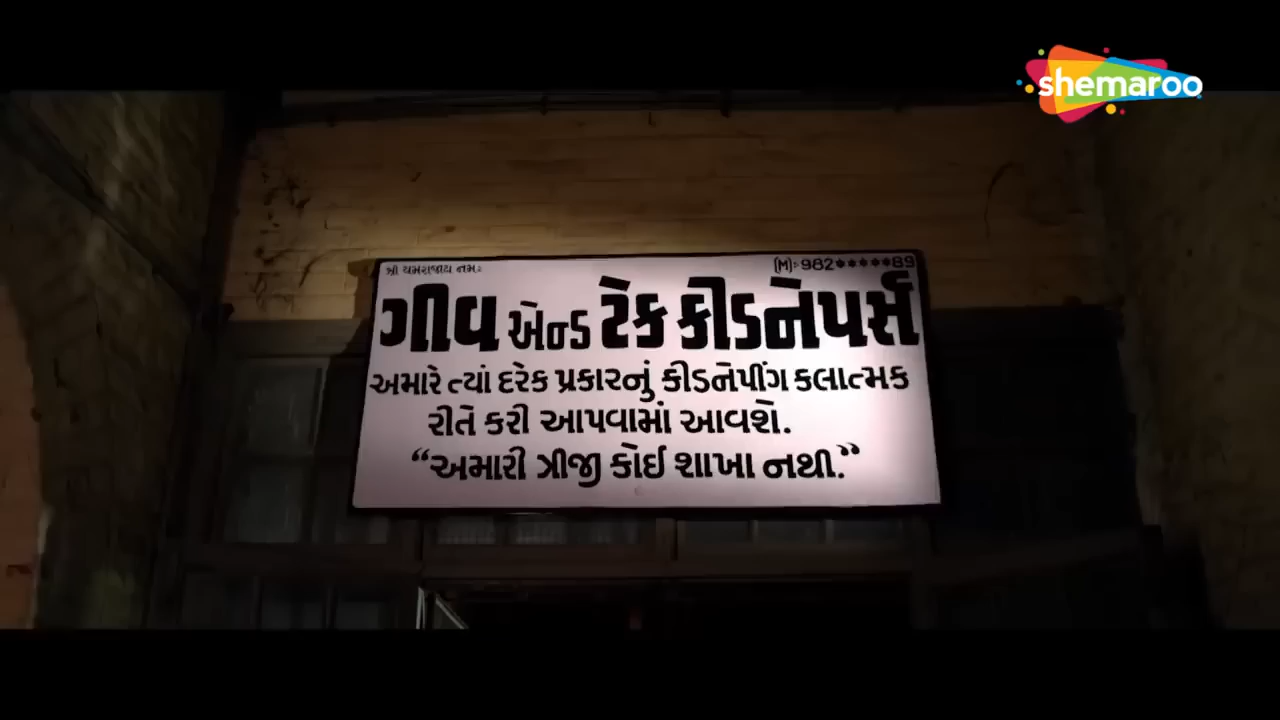 shemaroo
શ્રી યમરાજાય નમઃ
(M):-982*****89
ગીવ એન્ડ ટેક કીડનેપર્સ
અમારે ત્યાં દરેક પ્રકારનું કીડનેપીંગ કલાત્મક
રીતે કરી આપવામાં આવશે.
“અમારી ત્રીજી કોઈ શાખા નથી.”